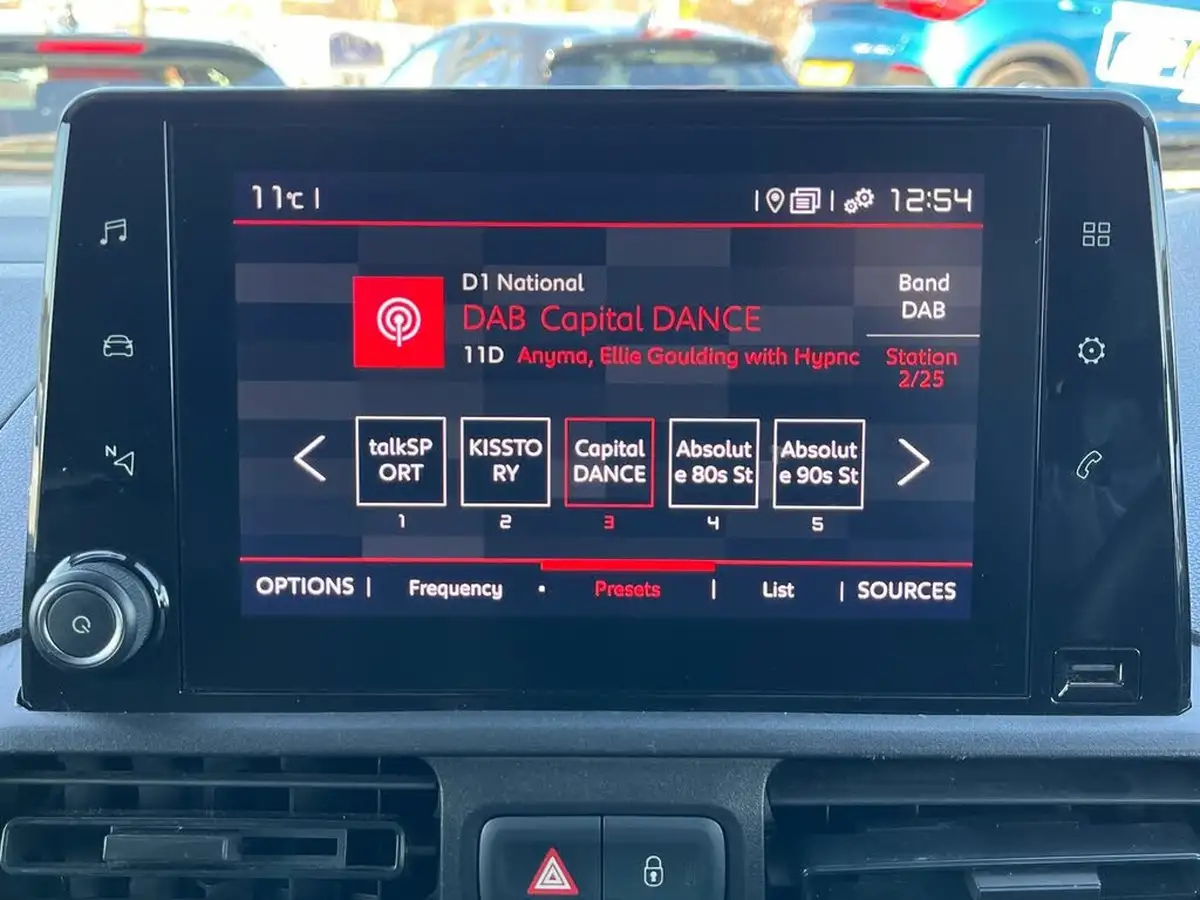 11℃
12:54
D1 National
DAB Capital DANCE
11D Anyma, Ellie Goulding with Hypnc
Band
DAB
Station
2/25
N
talkSP
ORT
KISSTO
RY
Capital
DANCE
Absolut
e 80s St
Absolut
e 90s St
1
2
3
4
5
OPTIONS
Frequency
Presets
List
SOURCES